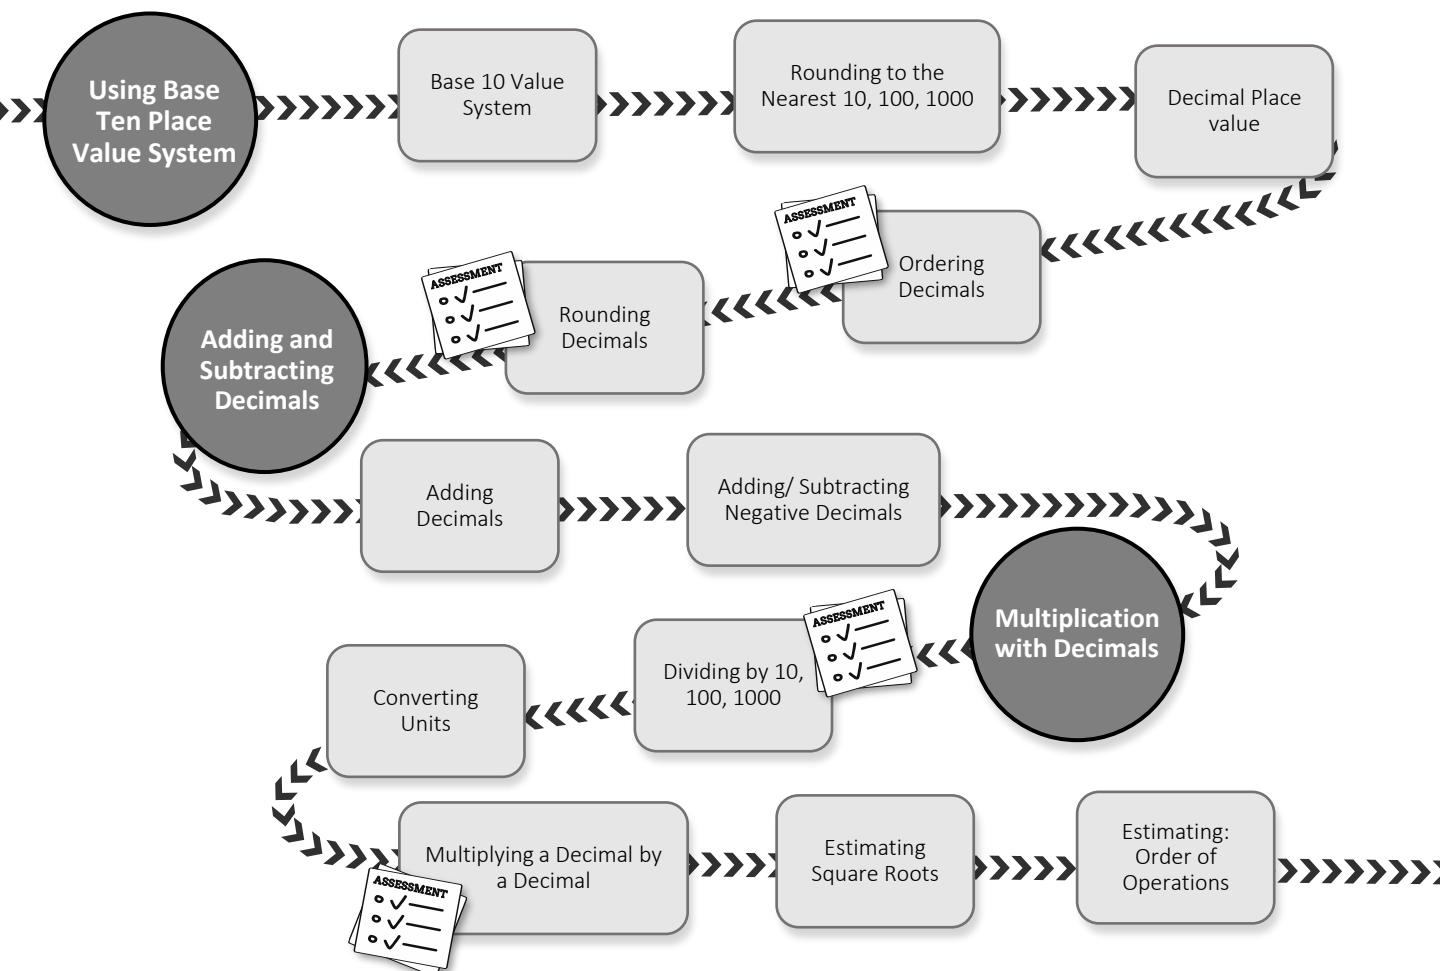 Using Base
Ten Place
Value System
Base 10 Value
System
Rounding to the
Nearest 10, 100, 1000
Decimal Place
value
ASSESSMENT
Ordering
Decimals
ASSESSMENT
Rounding
Decimals
Adding and
Subtracting
Decimals
Adding
Decimals
Adding/ Subtracting
Negative Decimals
Multiplication
with Decimals
ASSESSMENT
Dividing by 10,
100, 1000
Converting
Units
Multiplying a Decimal by
a Decimal
ASSESSMENT
Estimating
Square Roots
Estimating:
Order of
Operations